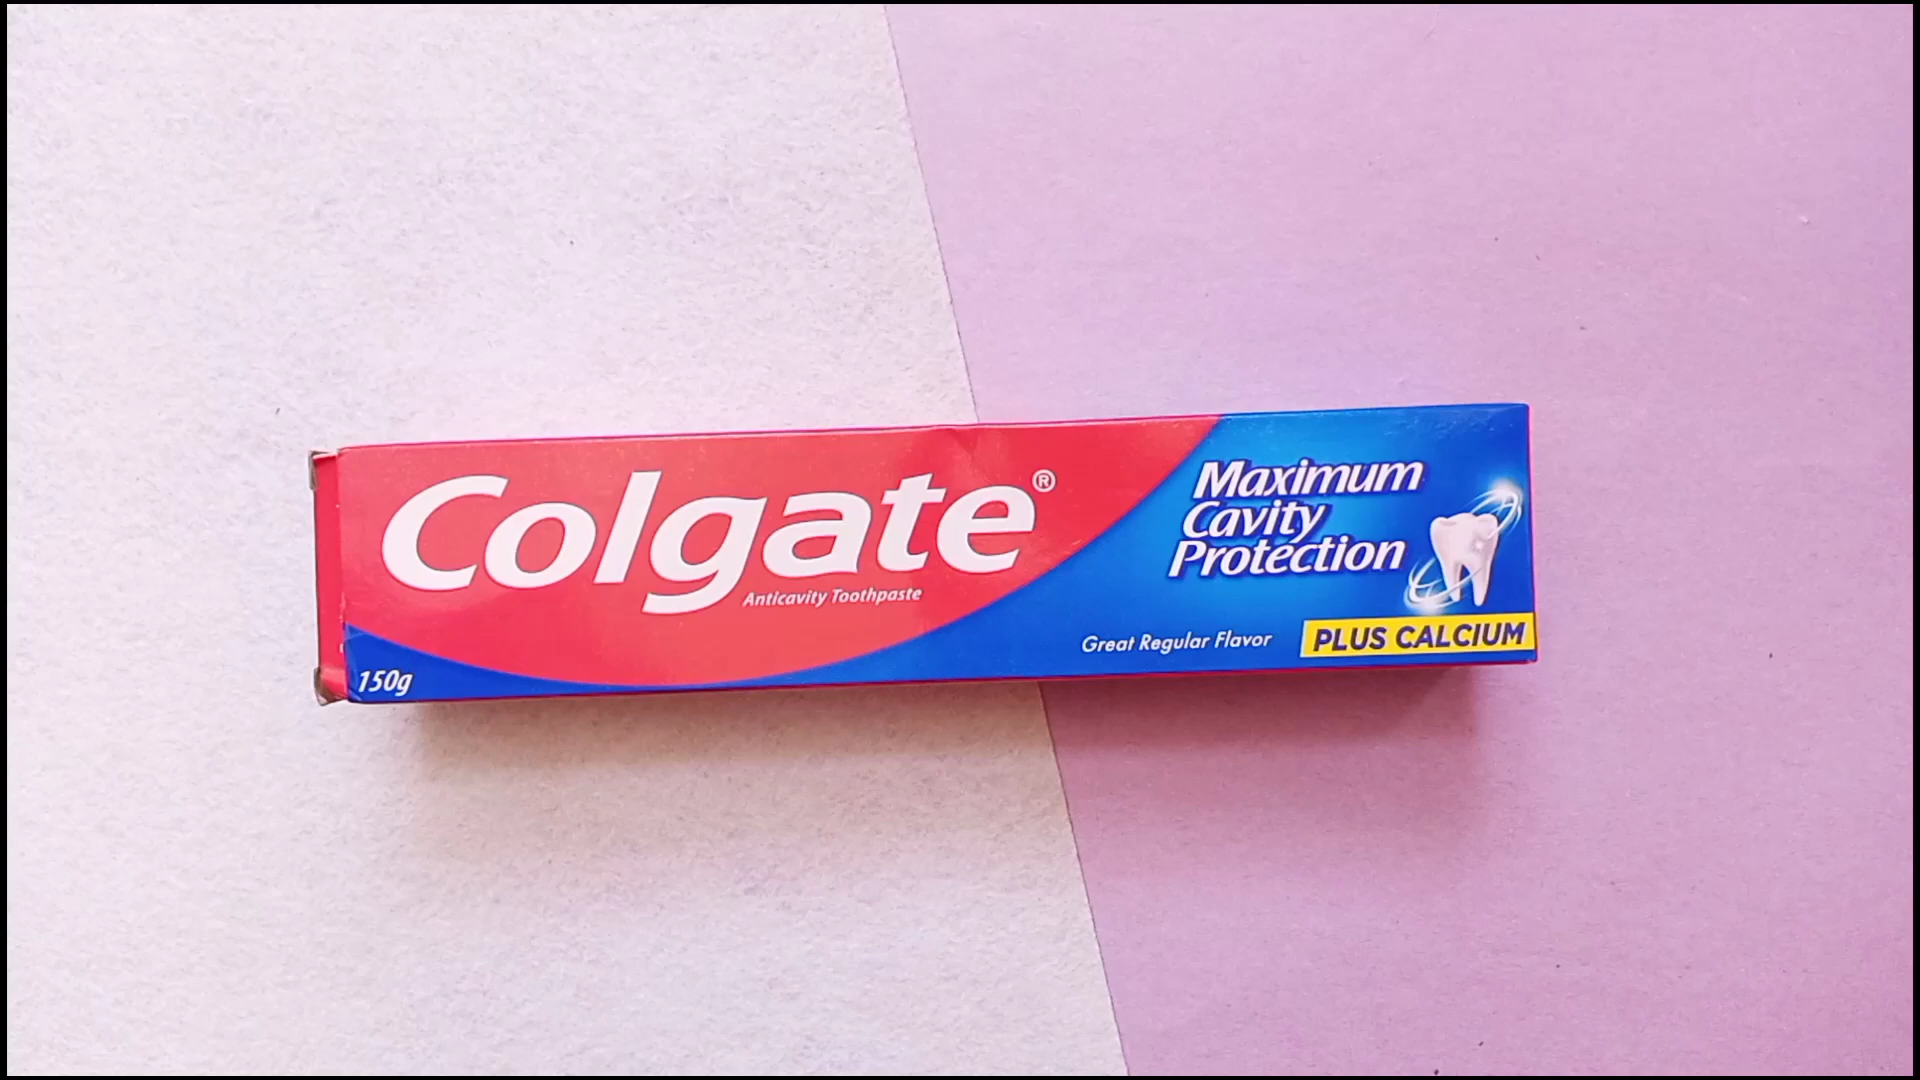 Colgate®
Anticavity Toothpaste
150g
Maximum
Cavity
Protection
Great Regular Flavor
PLUS CALCIUM